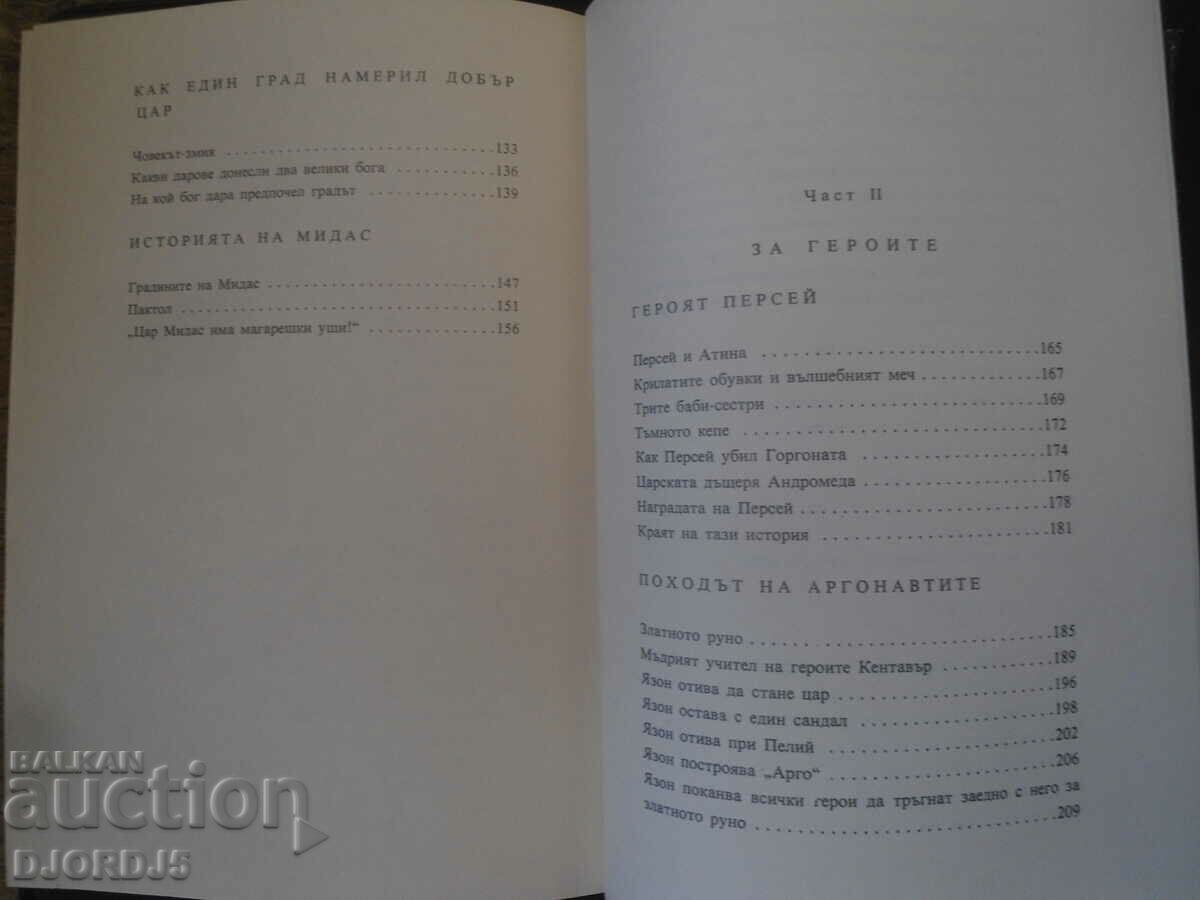 КАК ЕДИН ГРАД НАМЕРИЛ ДОБЪР
ЦАР
Човекът-змия ..................................133
Какви дарове донесли два велики бога ............136
На кой бог дара предпочел градът ................139
ИСТОРИЯТА НА МИДАС
Градините на Мидас ............................147
Пактол ........................................151
„Цар Мидас има магарешки уши!“ ................156
Част II
ЗА ГЕРОИТЕ
ГЕРОЯТ ПЕРСЕЙ
Персей и Атина ............................165
Крилатите обувки и вълшебният меч ............167
Трите баби-сестри ..........................169
Тъмното кепе ..............................172
Как Персей убил Горгоната ..................174
Царската дъщеря Андромеда ..................176
Наградата на Персей ........................178
Краят на тази история ......................181
ПОХОДЪТ НА АРГОНАВТИТЕ
Златното руно ..............................185
Мъдрият учител на героите Кентавър ..........189
Язон отива да стане цар ....................196
Язон остава с един сандал ..................198
Язон отива при Пелий ......................202
Язон построява „Арго“ ......................206
Язон поканва всички герои да тръгнат заедно с него за
златното руно ..............................209
BALKAN
auction
DJORDJ5